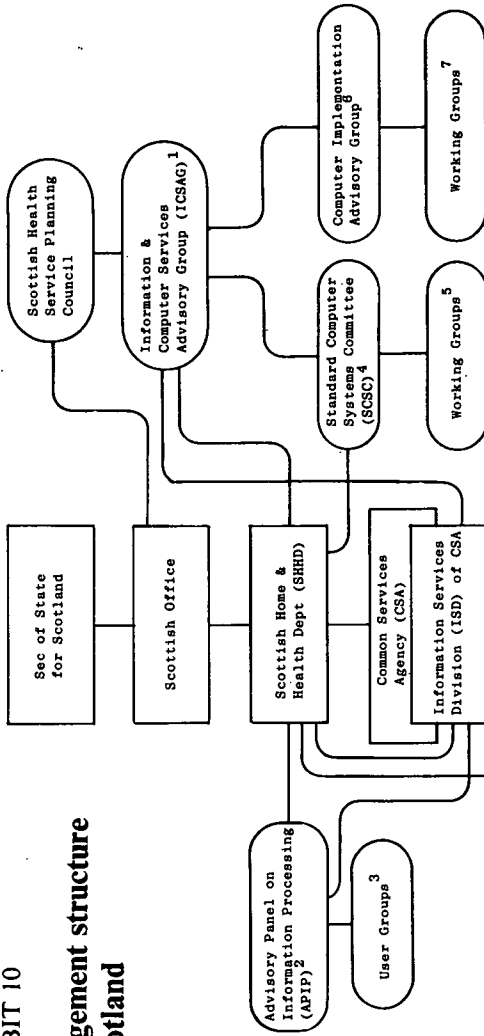 BIT 10
gement structure
otland
Sec of State
for Scotland
Scottish Office
Scottish Home &
Health Dept (SHHD)
Common Services
Agency (CSA)
Information Services
Division (ISD) of CSA
Scottish Health
Service Planning
Council
Information &
Computer Services
Advisory Group (ICSAG)1
Standard Computer
Systems Committee
(SCSC)4
Working Groups5
Computer Implementation
Advisory Group6
Working Groups7
Advisory Panel on
Information Processing
(APIP)2
User Groups3